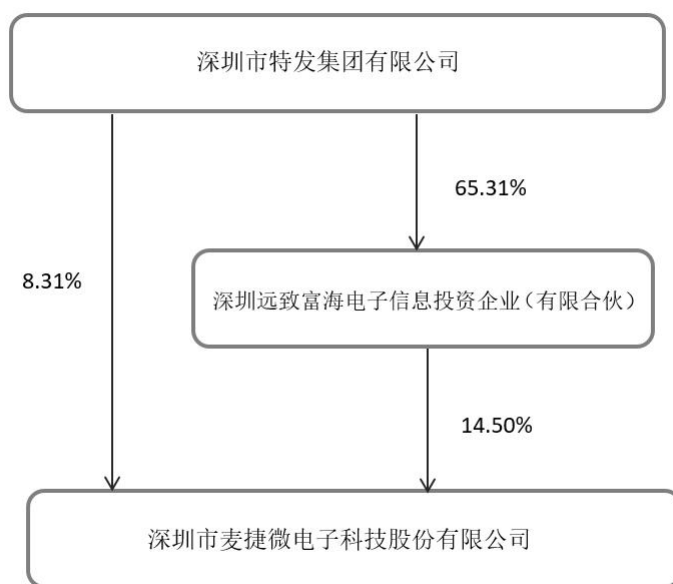 深圳市特发集团有限公司
65.31%
8.31%
深圳远致富海电子信息投资企业（有限合伙）
14.50%
深圳市麦捷微电子科技股份有限公司